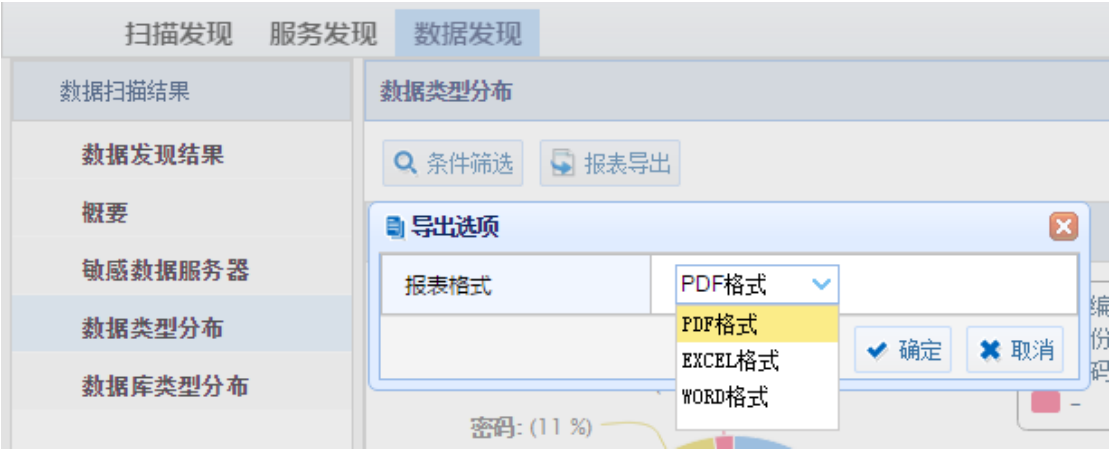 扫描发现 服务发现 数据发现
数据扫描结果
数据类型分布
数据发现结果
概要
敏感数据服务器
数据类型分布
数据库类型分布
条件筛选 报表导出
导出选项
报表格式
PDF格式
PDF格式
EXCEL格式
WORD格式
确定 取消
编
份
码
-
密码: (11 %)